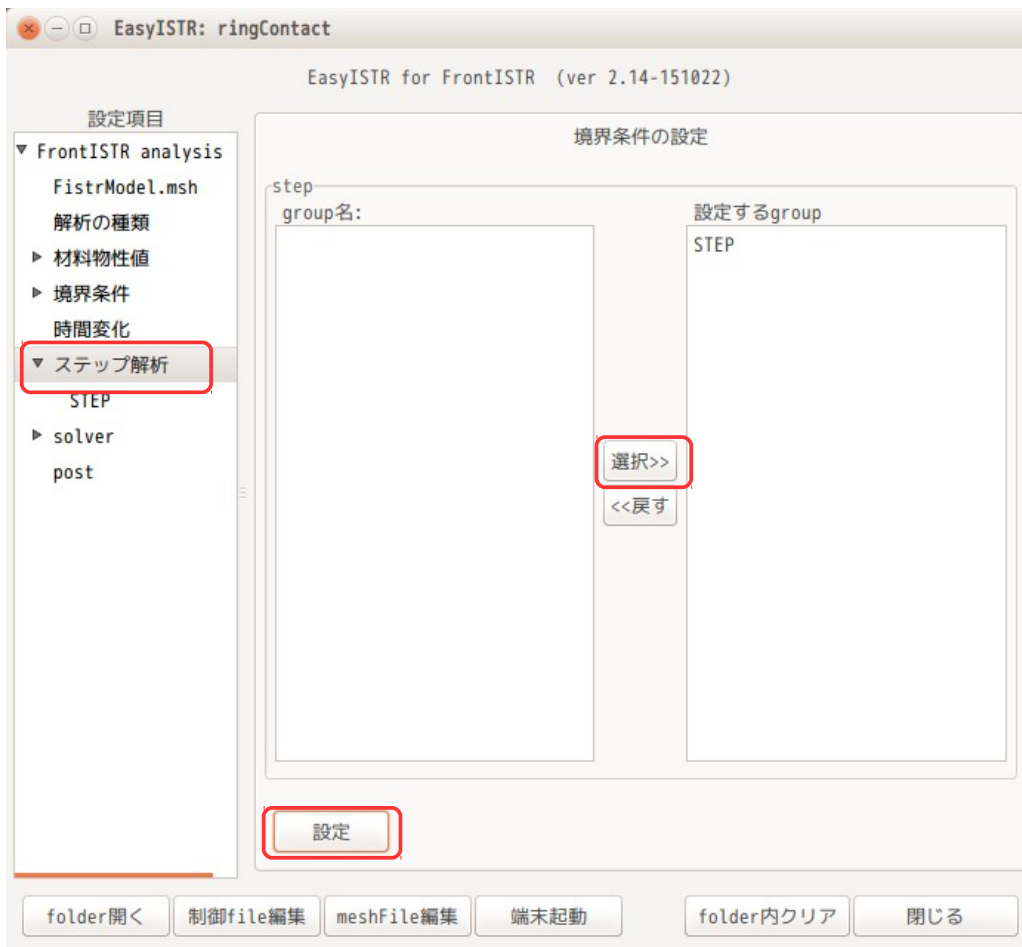 EasyISTR: ringContact
EasyISTR for FrontISTR (ver 2.14-151022)
設定項目
FrontISTR analysis
FistrModel.msh
解析の種類
材料物性値
境界条件
時間変化
ステップ解析
STEP
solver
post
境界条件の設定
step
group名:
設定するgroup
STEP
選択>>
<<戻す
設定
folder開く
制御file編集
meshFile編集
端末起動
folder内クリア
閉じる